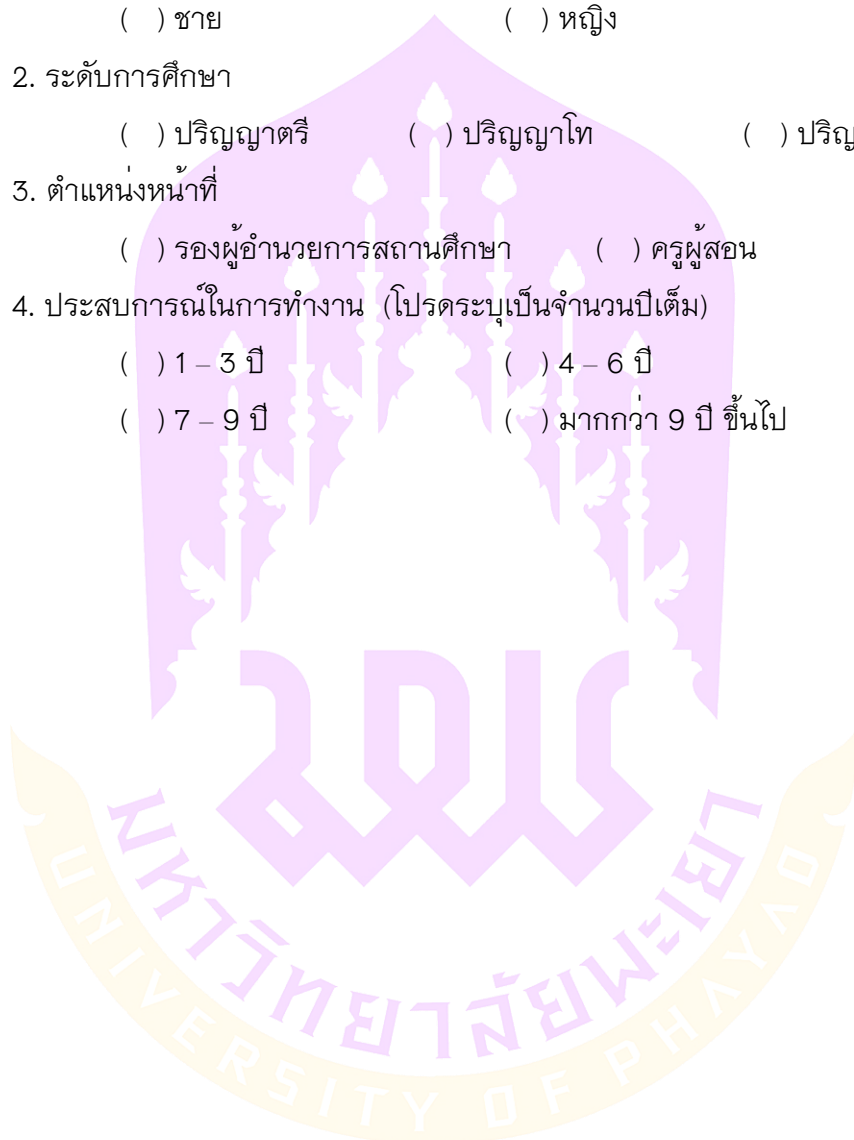 (   ) ชาย (   ) หญิง
2. ระดับการศึกษา
(   ) ปริญญาตรี (   ) ปริญญาโท (   )
3. ตำแหน่งหน้าที่
(   ) รองผู้อำนวยการสถานศึกษา (   ) ครูผู้สอน
4. ประสบการณ์ในการทำงาน (โปรดระบุเป็นจำนวนปีเต็ม)
(   ) 1 – 3 ปี (   ) 4 – 6 ปี
(   ) 7 – 9 ปี (   ) มากกว่า 9 ปี ขึ้นไป
มหาวิทยาลัยพะเยา
UNIVERSITY OF PHAYAO